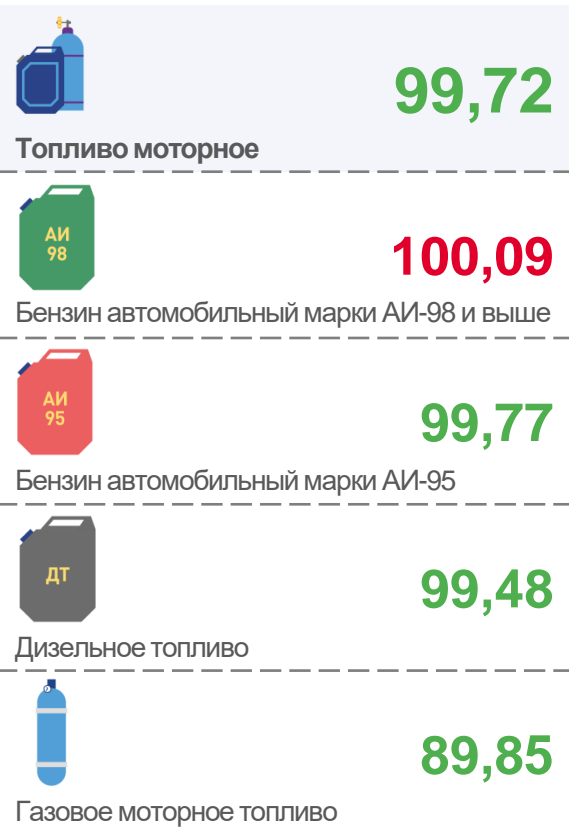 99,72
Топливо моторное
АИ
98
100,09
Бензин автомобильный марки АИ-98 и выше
АИ
95
99,77
Бензин автомобильный марки АИ-95
ДТ
99,48
Дизельное топливо
89,85
Газовое моторное топливо